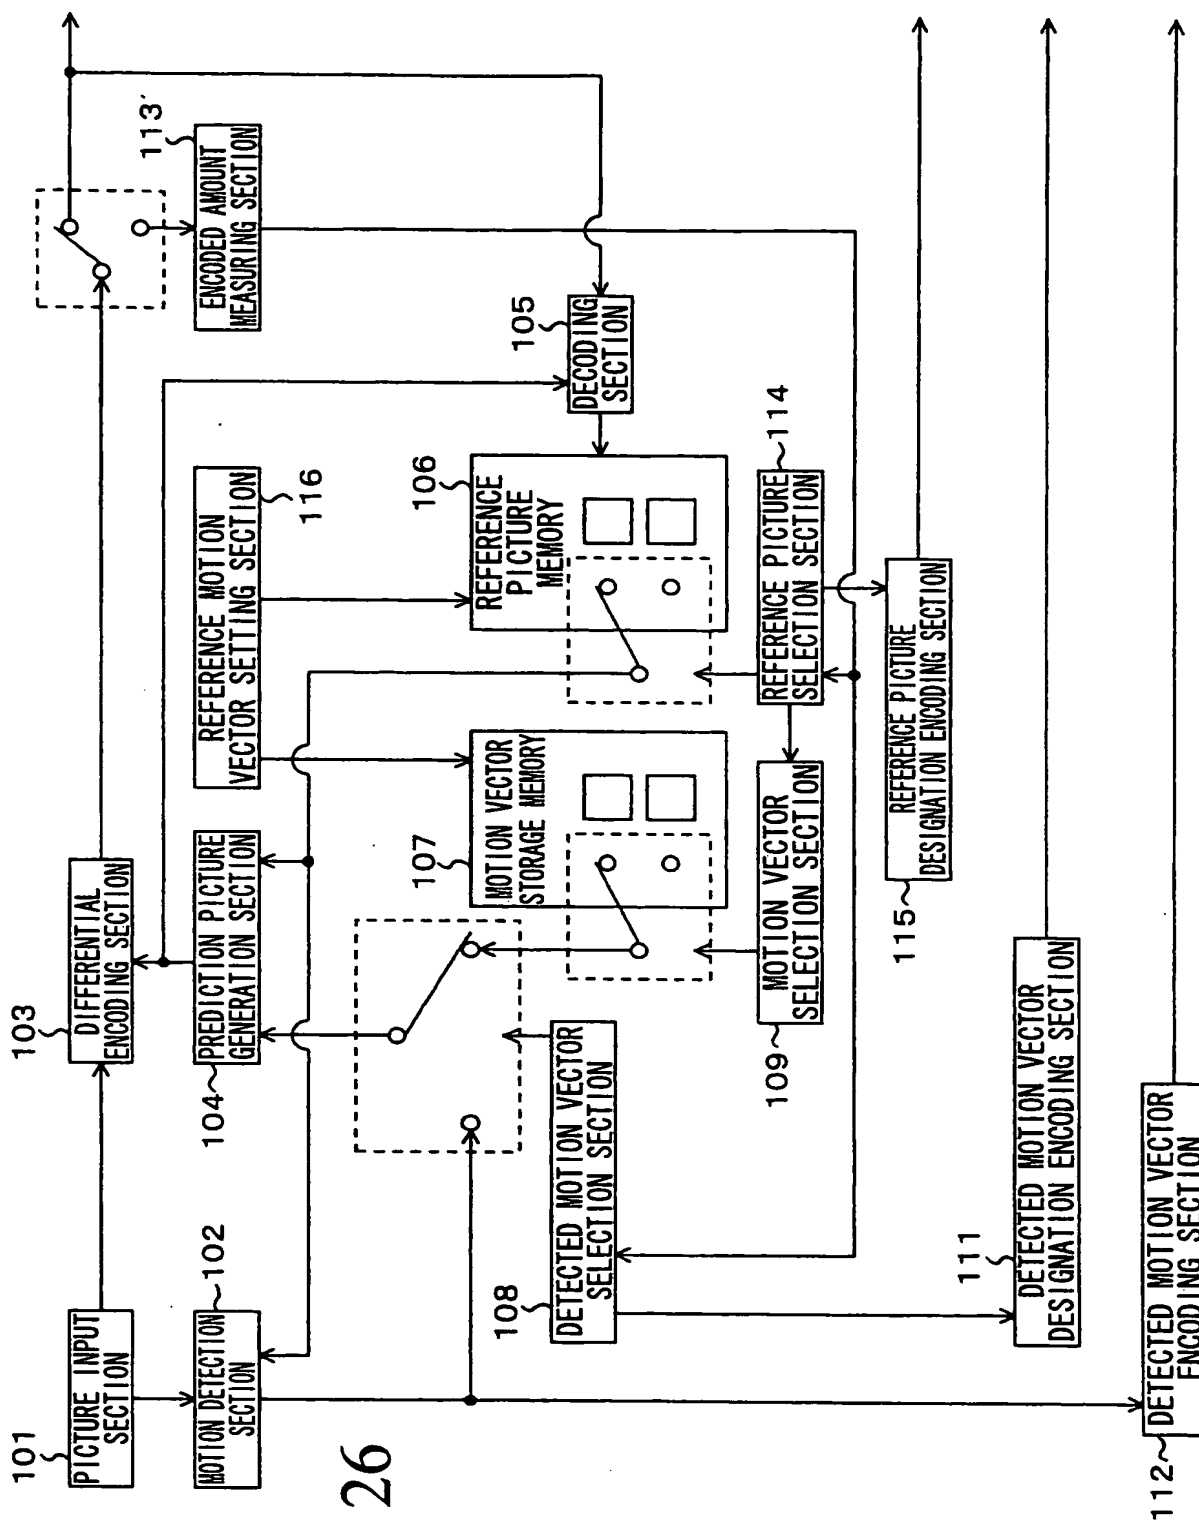 101
PICTURE INPUT
SECTION
102
MOTION DETECTION
SECTION
103
DIFFERENTIAL
ENCODING SECTION
104
PREDICTION PICTURE
GENERATION SECTION
REFERENCE MOTION
VECTOR SETTING SECTION
116
113'
ENCODED AMOUNT
MEASURING SECTION
26
107
MOTION VECTOR
STORAGE MEMORY
106
REFERENCE
PICTURE
MEMORY
105
DECODING
SECTION
108
DETECTED MOTION VECTOR
SELECTION SECTION
109
MOTION VECTOR
SELECTION SECTION
REFERENCE PICTURE
SELECTION SECTION
114
115
REFERENCE PICTURE
DESIGNATION ENCODING SECTION
111
DETECTED MOTION VECTOR
DESIGNATION ENCODING SECTION
112
DETECTED MOTION VECTOR
ENCODING SECTION